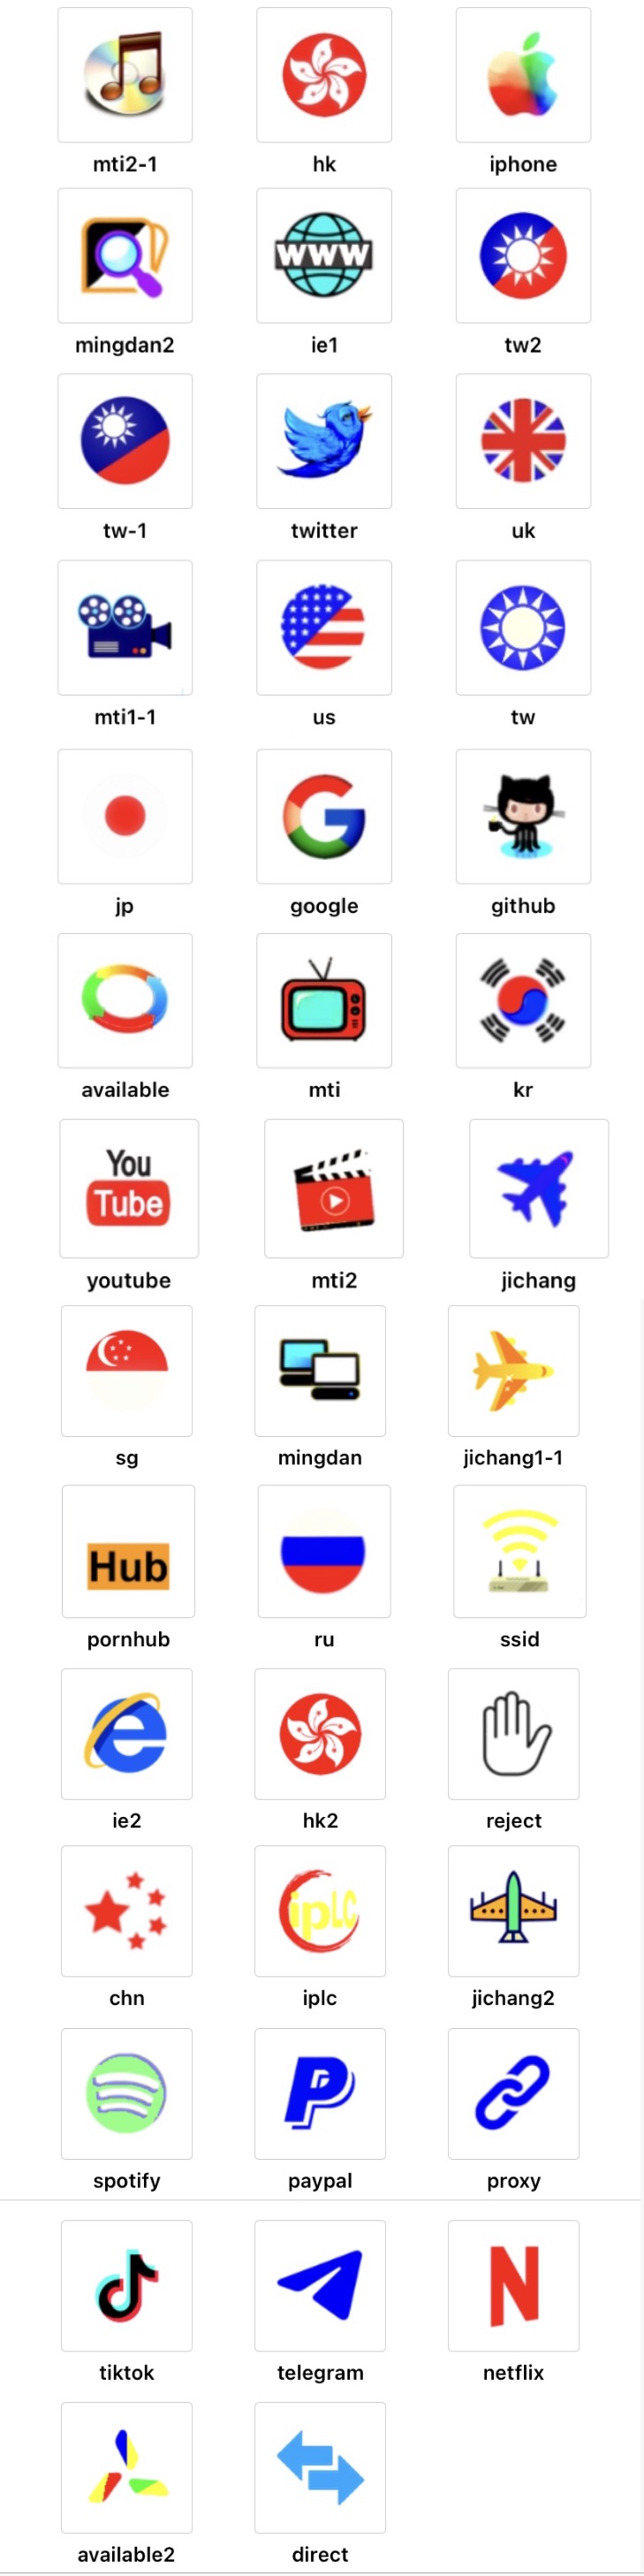 mti2-1 hk iphone
WWW
mingdan2 ie1 tw2
tw-1 twitter uk
mti1-1 us tw
G
jp google github
available mti kr
You
Tube
youtube mti2 jichang
sg mingdan jichang1-1
Hub
pornhub ru ssid
e
ie2 hk2 reject
ipLC
chn iplc jichang2
P
spotify paypal proxy
N
tiktok telegram netflix
available2 direct